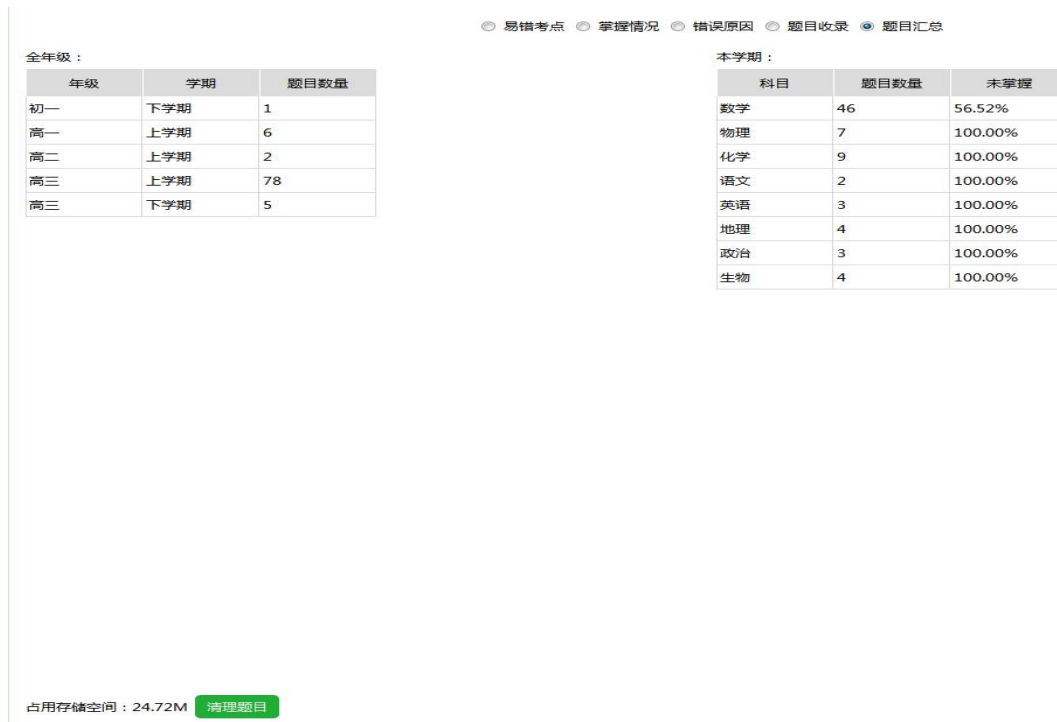 易错考点 掌握情况 错误原因 题目收录 题目汇总
全年级：
年级 学期 题目数量
初一 下学期 1
高一 上学期 6
高二 上学期 2
高三 上学期 78
高三 下学期 5
本学期：
科目 题目数量 未掌握
数学 46 56.52%
物理 7 100.00%
化学 9 100.00%
语文 2 100.00%
英语 3 100.00%
地理 4 100.00%
政治 3 100.00%
生物 4 100.00%
占用存储空间：24.72M 清理题目